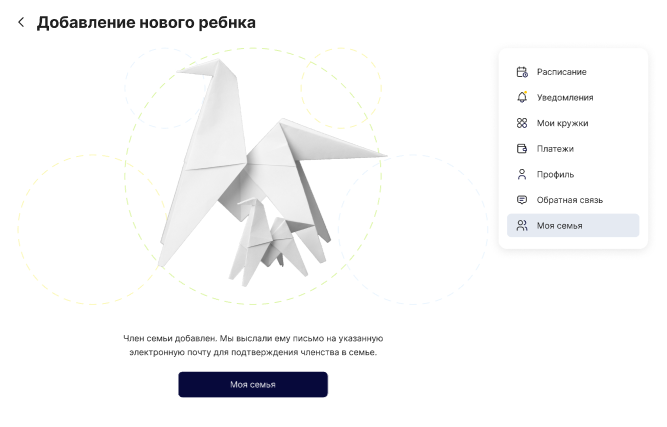 Добавление нового ребнка
Расписание
Уведомления
Мои кружки
Платежи
Профиль
Обратная связь
Моя семья
Член семьи добавлен. Мы выслали ему письмо на указанную
электронную почту для подтверждения членства в семье.
Моя семья